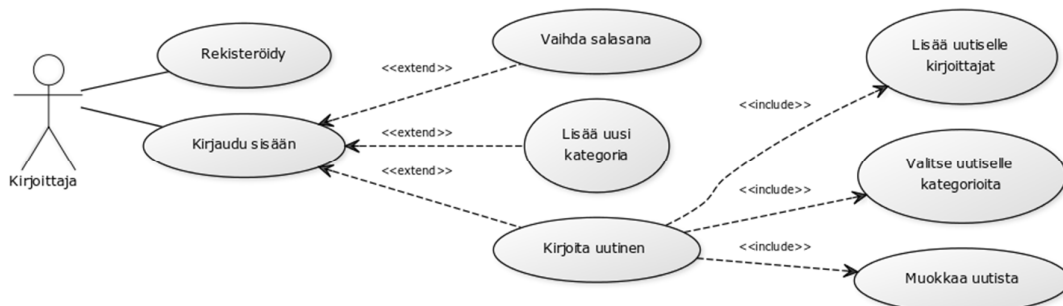 Rekisteröidy
Kirjaudu sisään
Kirjoittaja
<<extend>>
<<extend>>
<<extend>>
Vaihda salasana
Lisää uusi
kategoria
Kirjoita uutinen
<<include>>
<<include>>
<<include>>
Lisää uutiselle
kirjoittajat
Valitse uutiselle
kategorioita
Muokkaa uutista